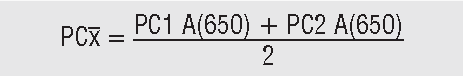 PCx̅ = PC1 A(650) + PC2 A(650)
2